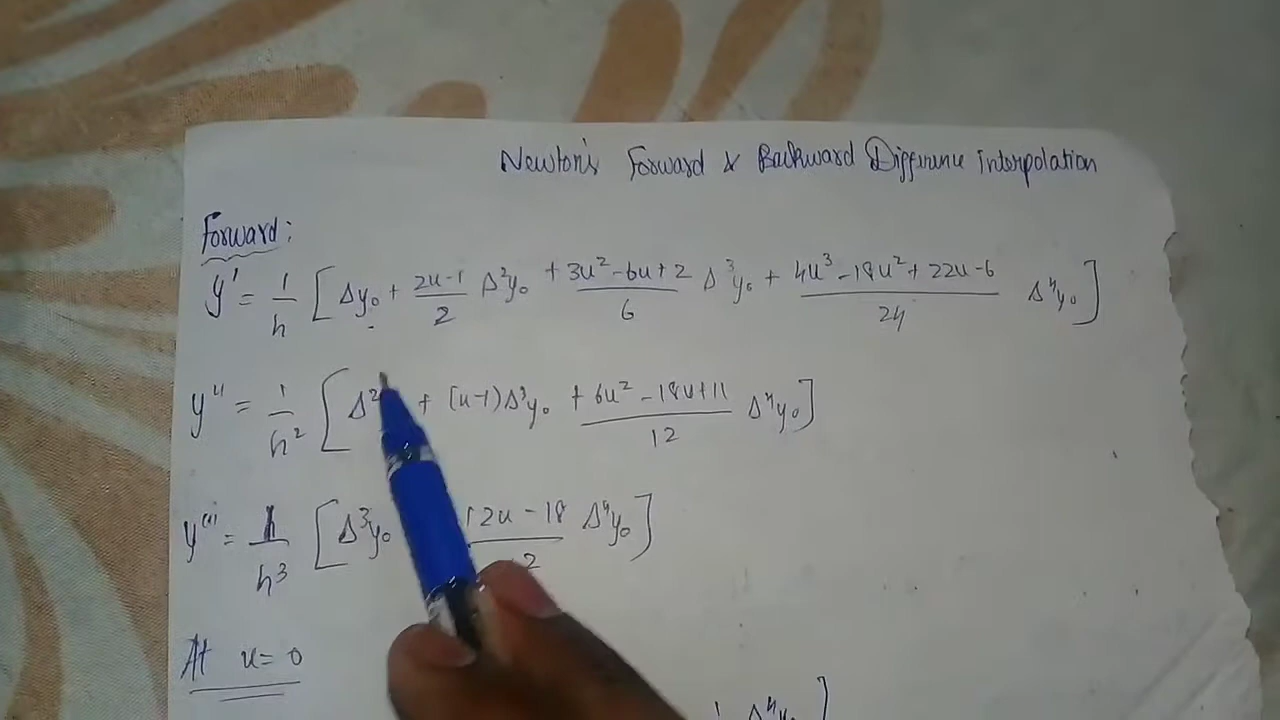 Newton's Forward & Backward Difference interpolation
Forward:
y' = 1/h [Δy₀ + 2u-1/2 Δ²y₀ + 3u²-6u+2/6 Δ³y₀ + 4u³-18u²+22u-6/24 Δ⁴y₀]
y'' = 1/h² [Δ² + (u-1)Δ³y₀ + 6u²-18u+11/12 Δ⁴y₀]
y''' = 1/h³ [Δ³y₀ 12u-18/2 Δ⁴y₀]
At u=0
Δ⁴y₀]